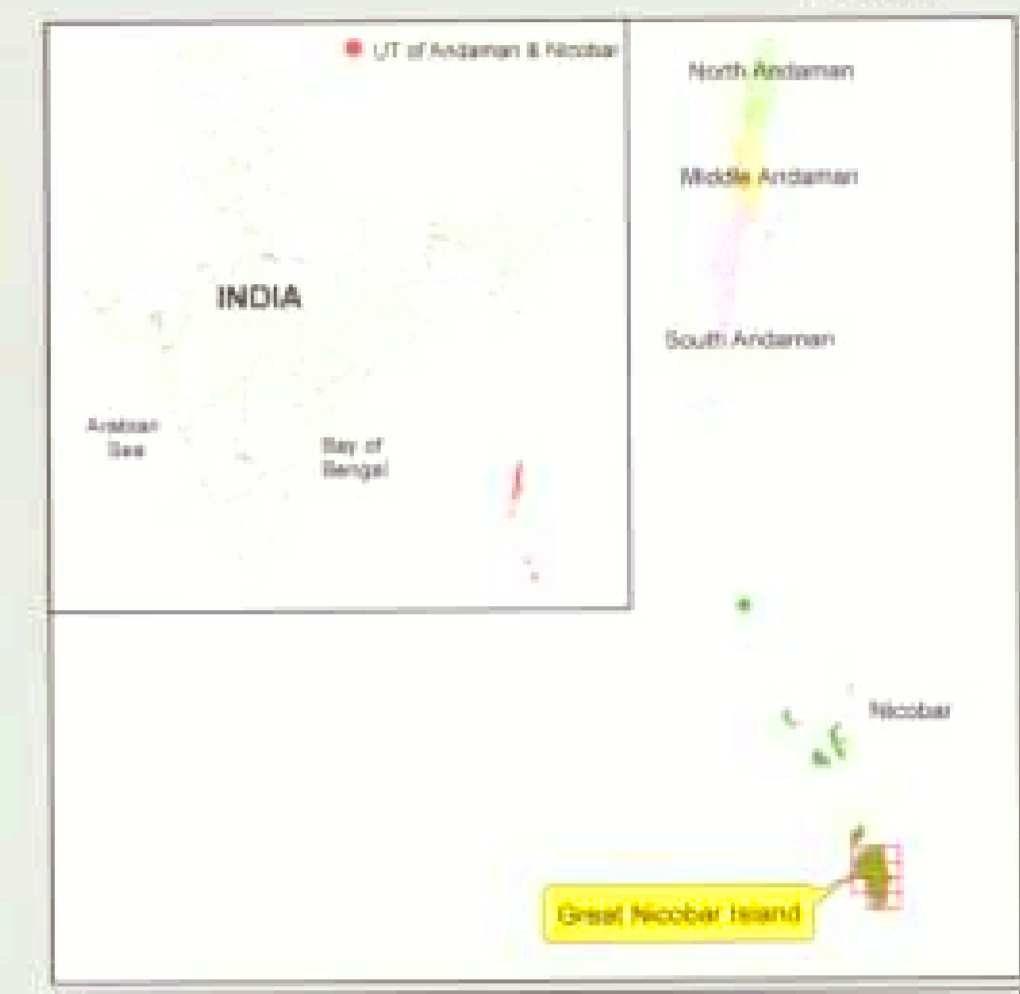 UT of Andaman & Nicobar
North Andaman
Middle Andaman
INDIA
South Andaman
Arabian
Sea
Bay of
Bengal
Nicobar
Great Nicobar Island